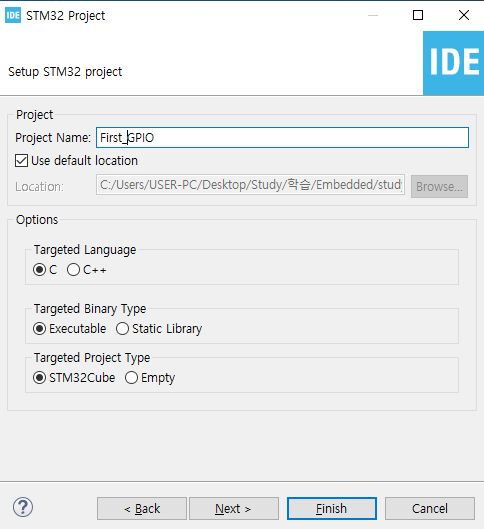 IDE STM32 Project
Setup STM32 project
IDE
Project
Project Name: First_GPIO
Use default location
Location: C:/Users/USER-PC/Desktop/Study/학습/Embedded/study Browse...
Options
Targeted Language
C C++
Targeted Binary Type
Executable Static Library
Targeted Project Type
STM32Cube Empty
? < Back Next > Finish Cancel